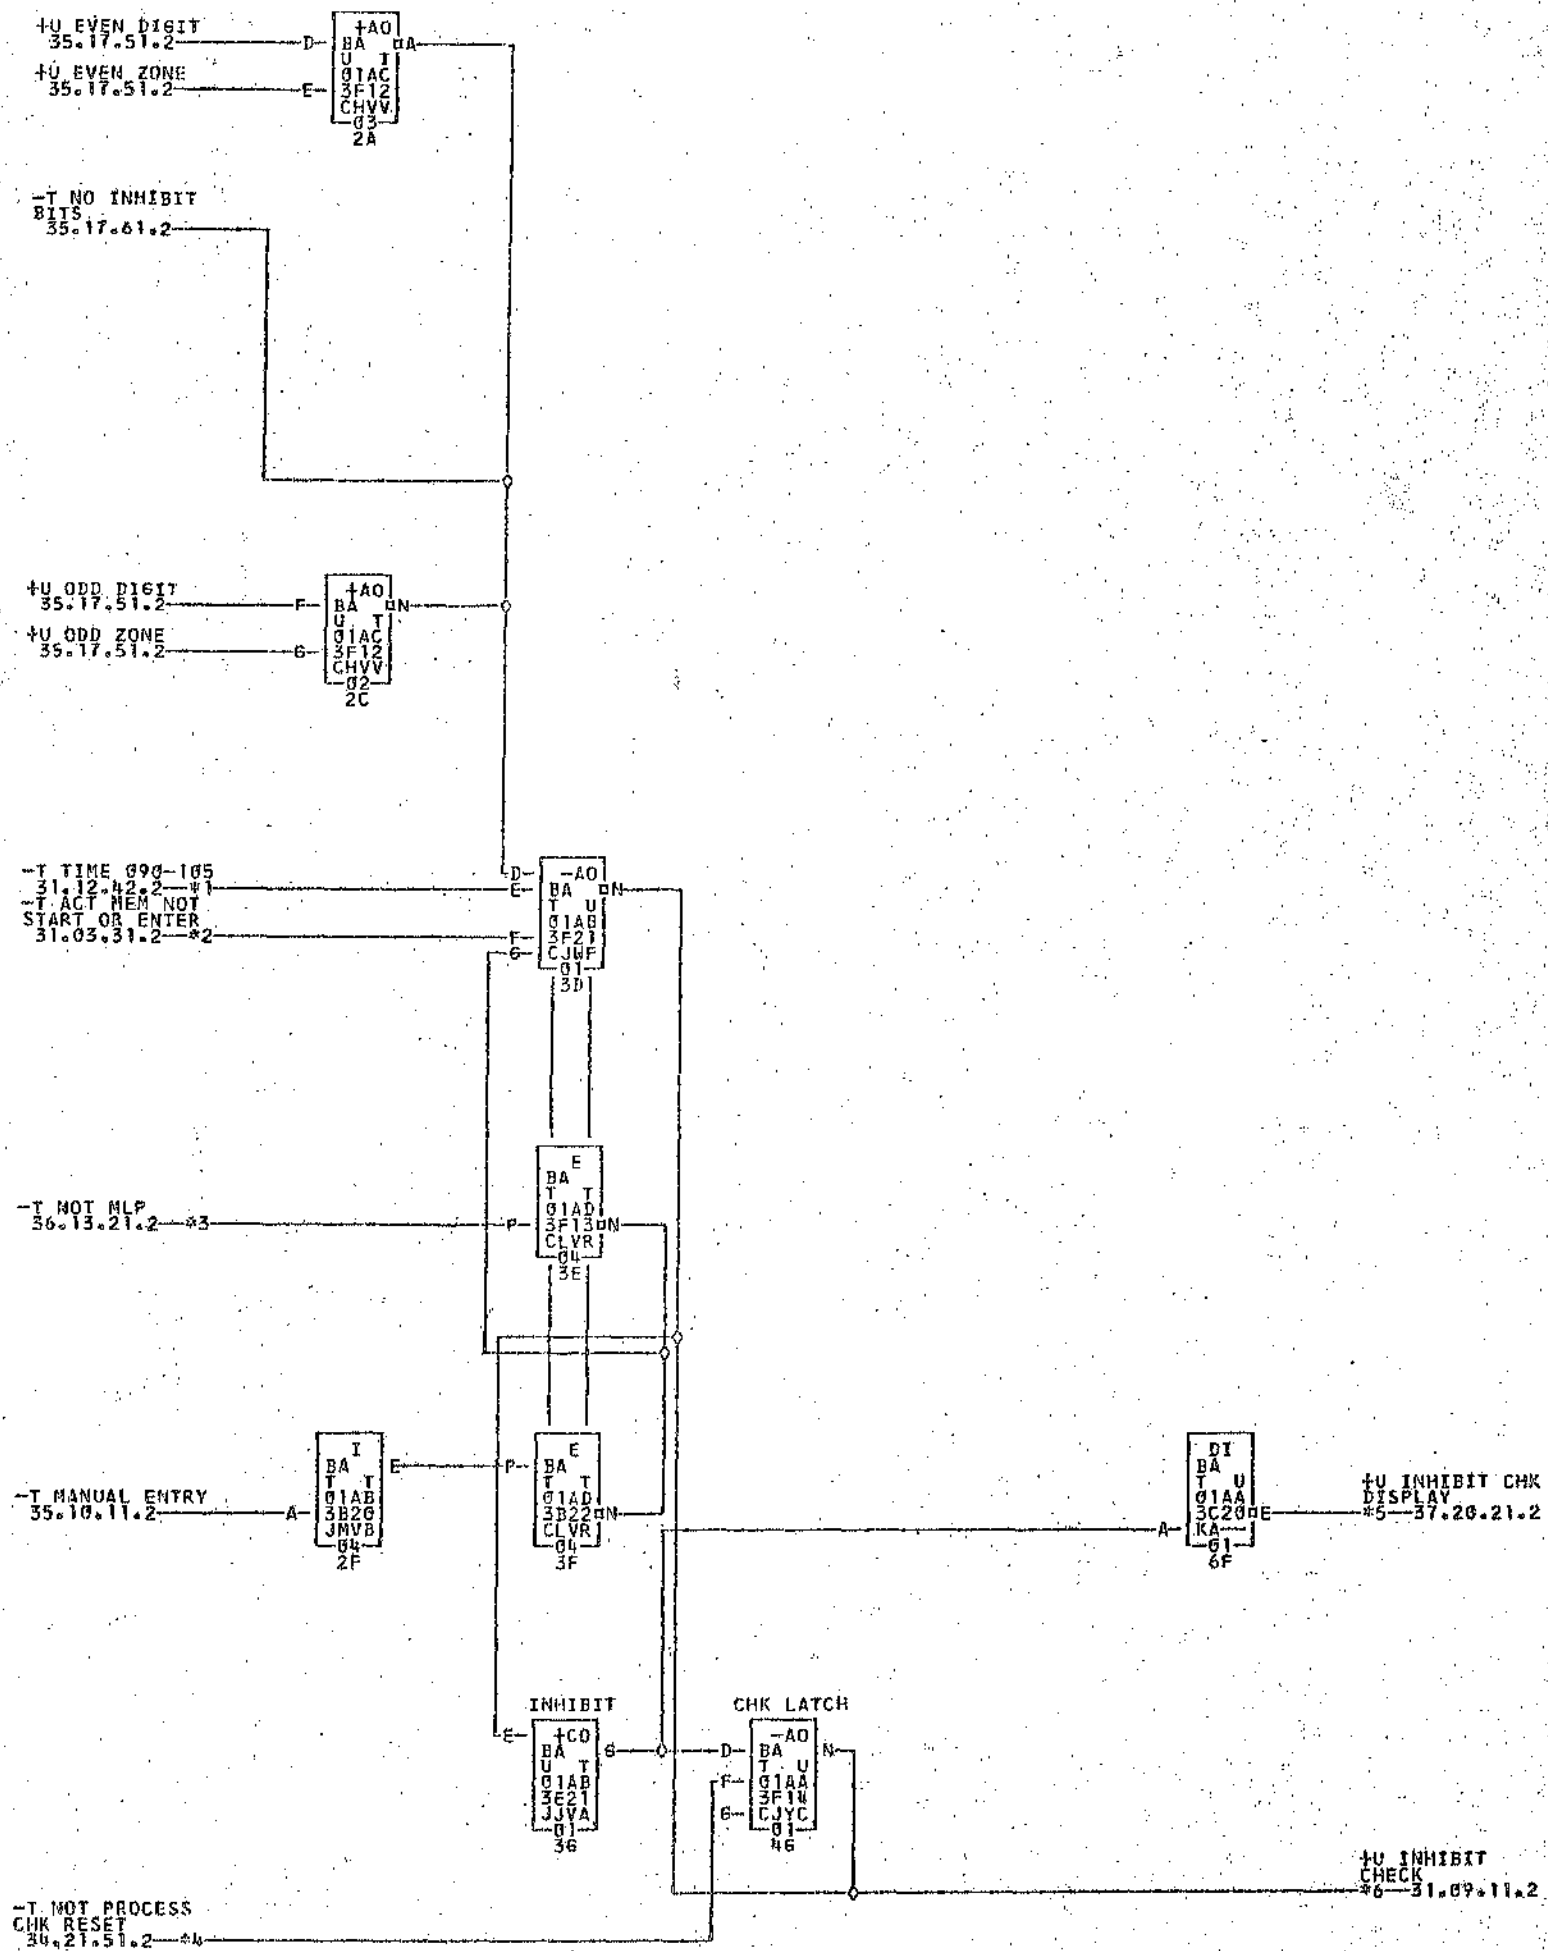 +U EVEN DIGIT
35.17.51.2 D
+AO
BA A
U T
01AC
3F12
CHVV
03
2A
+U EVEN ZONE
35.17.51.2 E
-T NO INHIBIT
BITS
35.17.61.2
+U ODD DIGIT
35.17.51.2 F
+AO
BA N
U T
01AC
3F12
CHVV
02
2C
+U ODD ZONE
35.17.51.2 G
-T TIME 090-105
31.12.42.2 *1
-T ACT MEM NOT
START OR ENTER
31.03.31.2 *2
D
E
F
G
-AO
BA N
T U
01AB
3F21
CJWF
01
3D
-T NOT MLP
36.13.21.2 *3 P
E
BA
T T
01AD
3F13 N
CLVR
04
3E
-T MANUAL ENTRY
35.10.11.2 A
I
BA E
T T
01AB
3B20
JMVB
04
2F
P
E
BA
T T
01AD
3B22 N
CLVR
04
3F
A
DI
BA
T U
01AA
3C20 E
KA
01
6F
+U INHIBIT CHK
DISPLAY
*5 37.20.21.2
INHIBIT
E
+CO
BA G
U T
01AB
3E21
JJVA
01
3G
CHK LATCH
D
F
G
-AO
BA N
T U
01AA
3F14
CJYC
01
4G
+U INHIBIT
CHECK
*6 31.09.11.2
-T NOT PROCESS
CHK RESET
34.21.51.2 *4